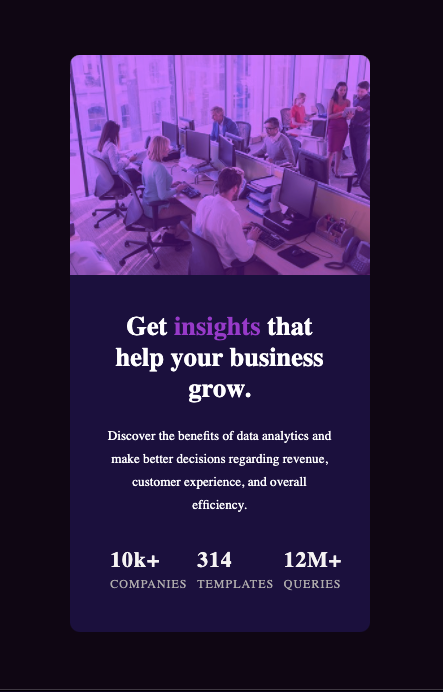 Get insights that
help your business
grow.
Discover the benefits of data analytics and
make better decisions regarding revenue,
customer experience, and overall
efficiency.
10k+ 314 12M+
COMPANIES TEMPLATES QUERIES